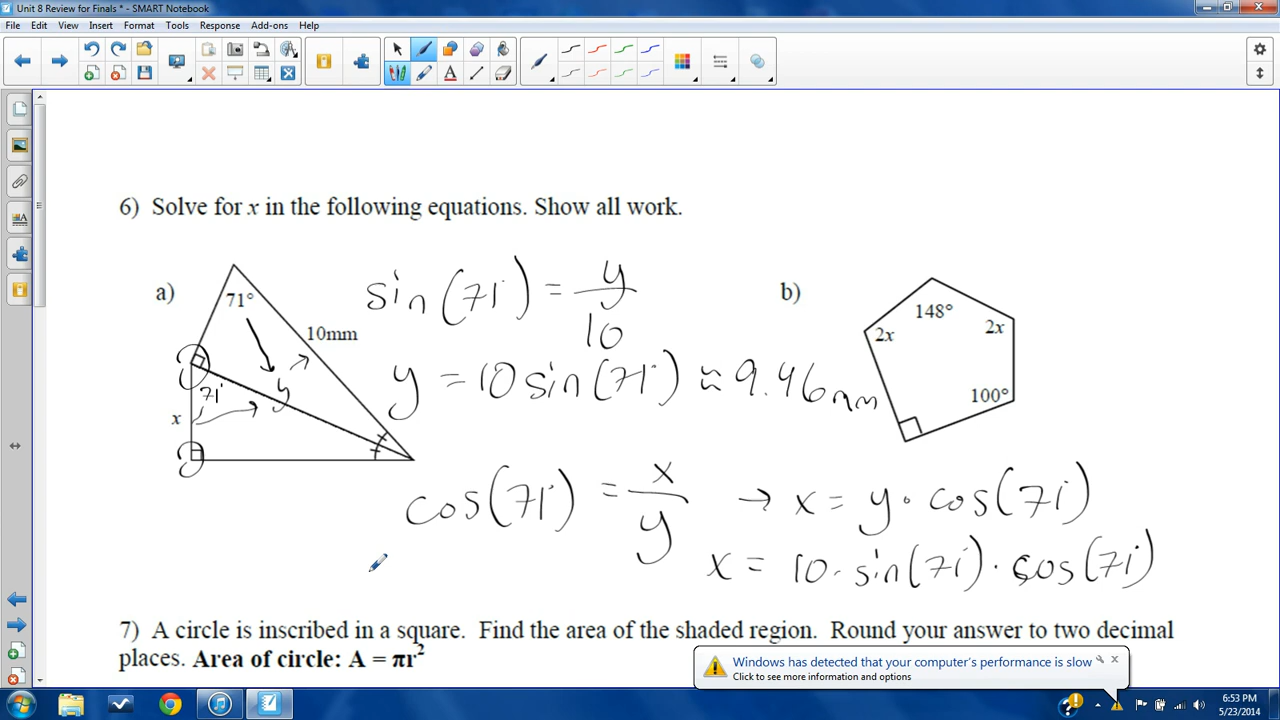 Unit 8 Review for Finals * - SMART Notebook
File Edit View Insert Format Tools Response Add-ons Help
6) Solve for x in the following equations. Show all work.
a)
71°
10mm
71
y
x
sin(71) = y/10
y = 10 sin(71) ≈ 9.46mm
cos(71) = x/y → x = y · cos(71)
x = 10 · sin(71) · cos(71)
b)
148°
2x
2x
100°
7) A circle is inscribed in a square. Find the area of the shaded region. Round your answer to two decimal
places. Area of circle: A = πr²
Windows has detected that your computer's performance is slow
Click to see more information and options
6:53 PM
5/23/2014